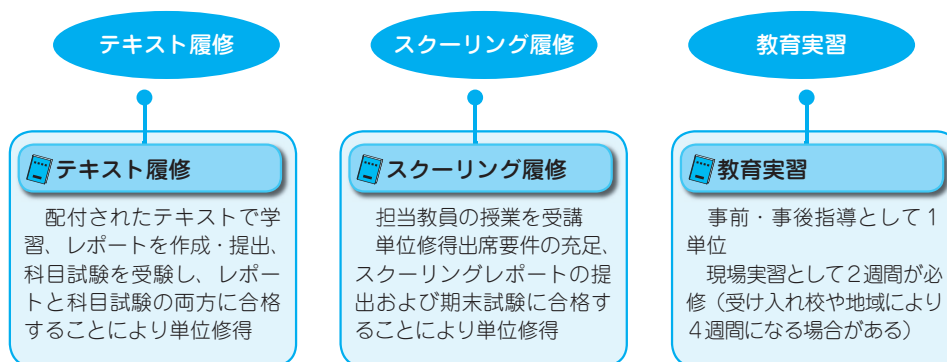 テキスト履修
スクーリング履修
教育実習
テキスト履修
配付されたテキストで学
習、レポートを作成・提出、
科目試験を受験し、レポー
トと科目試験の両方に合格
することにより単位修得
スクーリング履修
担当教員の授業を受講
単位修得出席要件の充足、
スクーリングレポートの提
出および期末試験に合格す
ることにより単位修得
教育実習
事前・事後指導として1
単位
現場実習として2週間が必
修（受け入れ校や地域により
4週間になる場合がある）